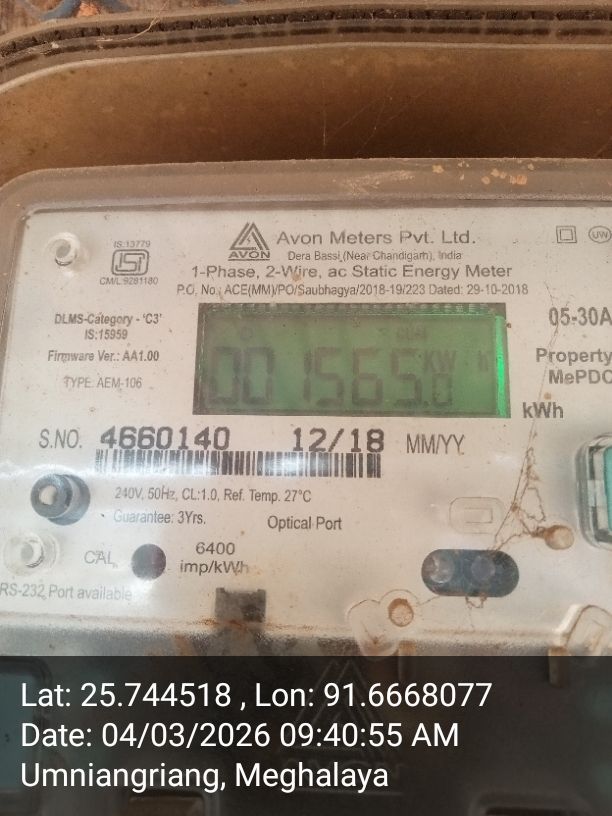 IS:13779
ISI
CM/L:9281180
AVON
Avon Meters Pvt. Ltd.
Dera Bassi (Near Chandigarh), India
1-Phase, 2-Wire, ac Static Energy Meter
P.O. No.: ACE(MM)/PO/Saubhagya/2018-19/223 Dated: 29-10-2018
UW
DLMS-Category - 'C3'
IS:15959
Firmware Ver.: AA1.00
TYPE: AEM-106
CUM
001565.0 KW h
05-30A
Property
MePDC
kWh
S.NO. 4660140 12/18 MM/YY
240V, 50Hz, CL:1.0, Ref. Temp. 27°C
Guarantee: 3Yrs.
Optical Port
CAL
6400
imp/kWh
RS-232 Port available
AVON
Lat: 25.744518 , Lon: 91.6668077
Date: 04/03/2026 09:40:55 AM
Umniangriang, Meghalaya